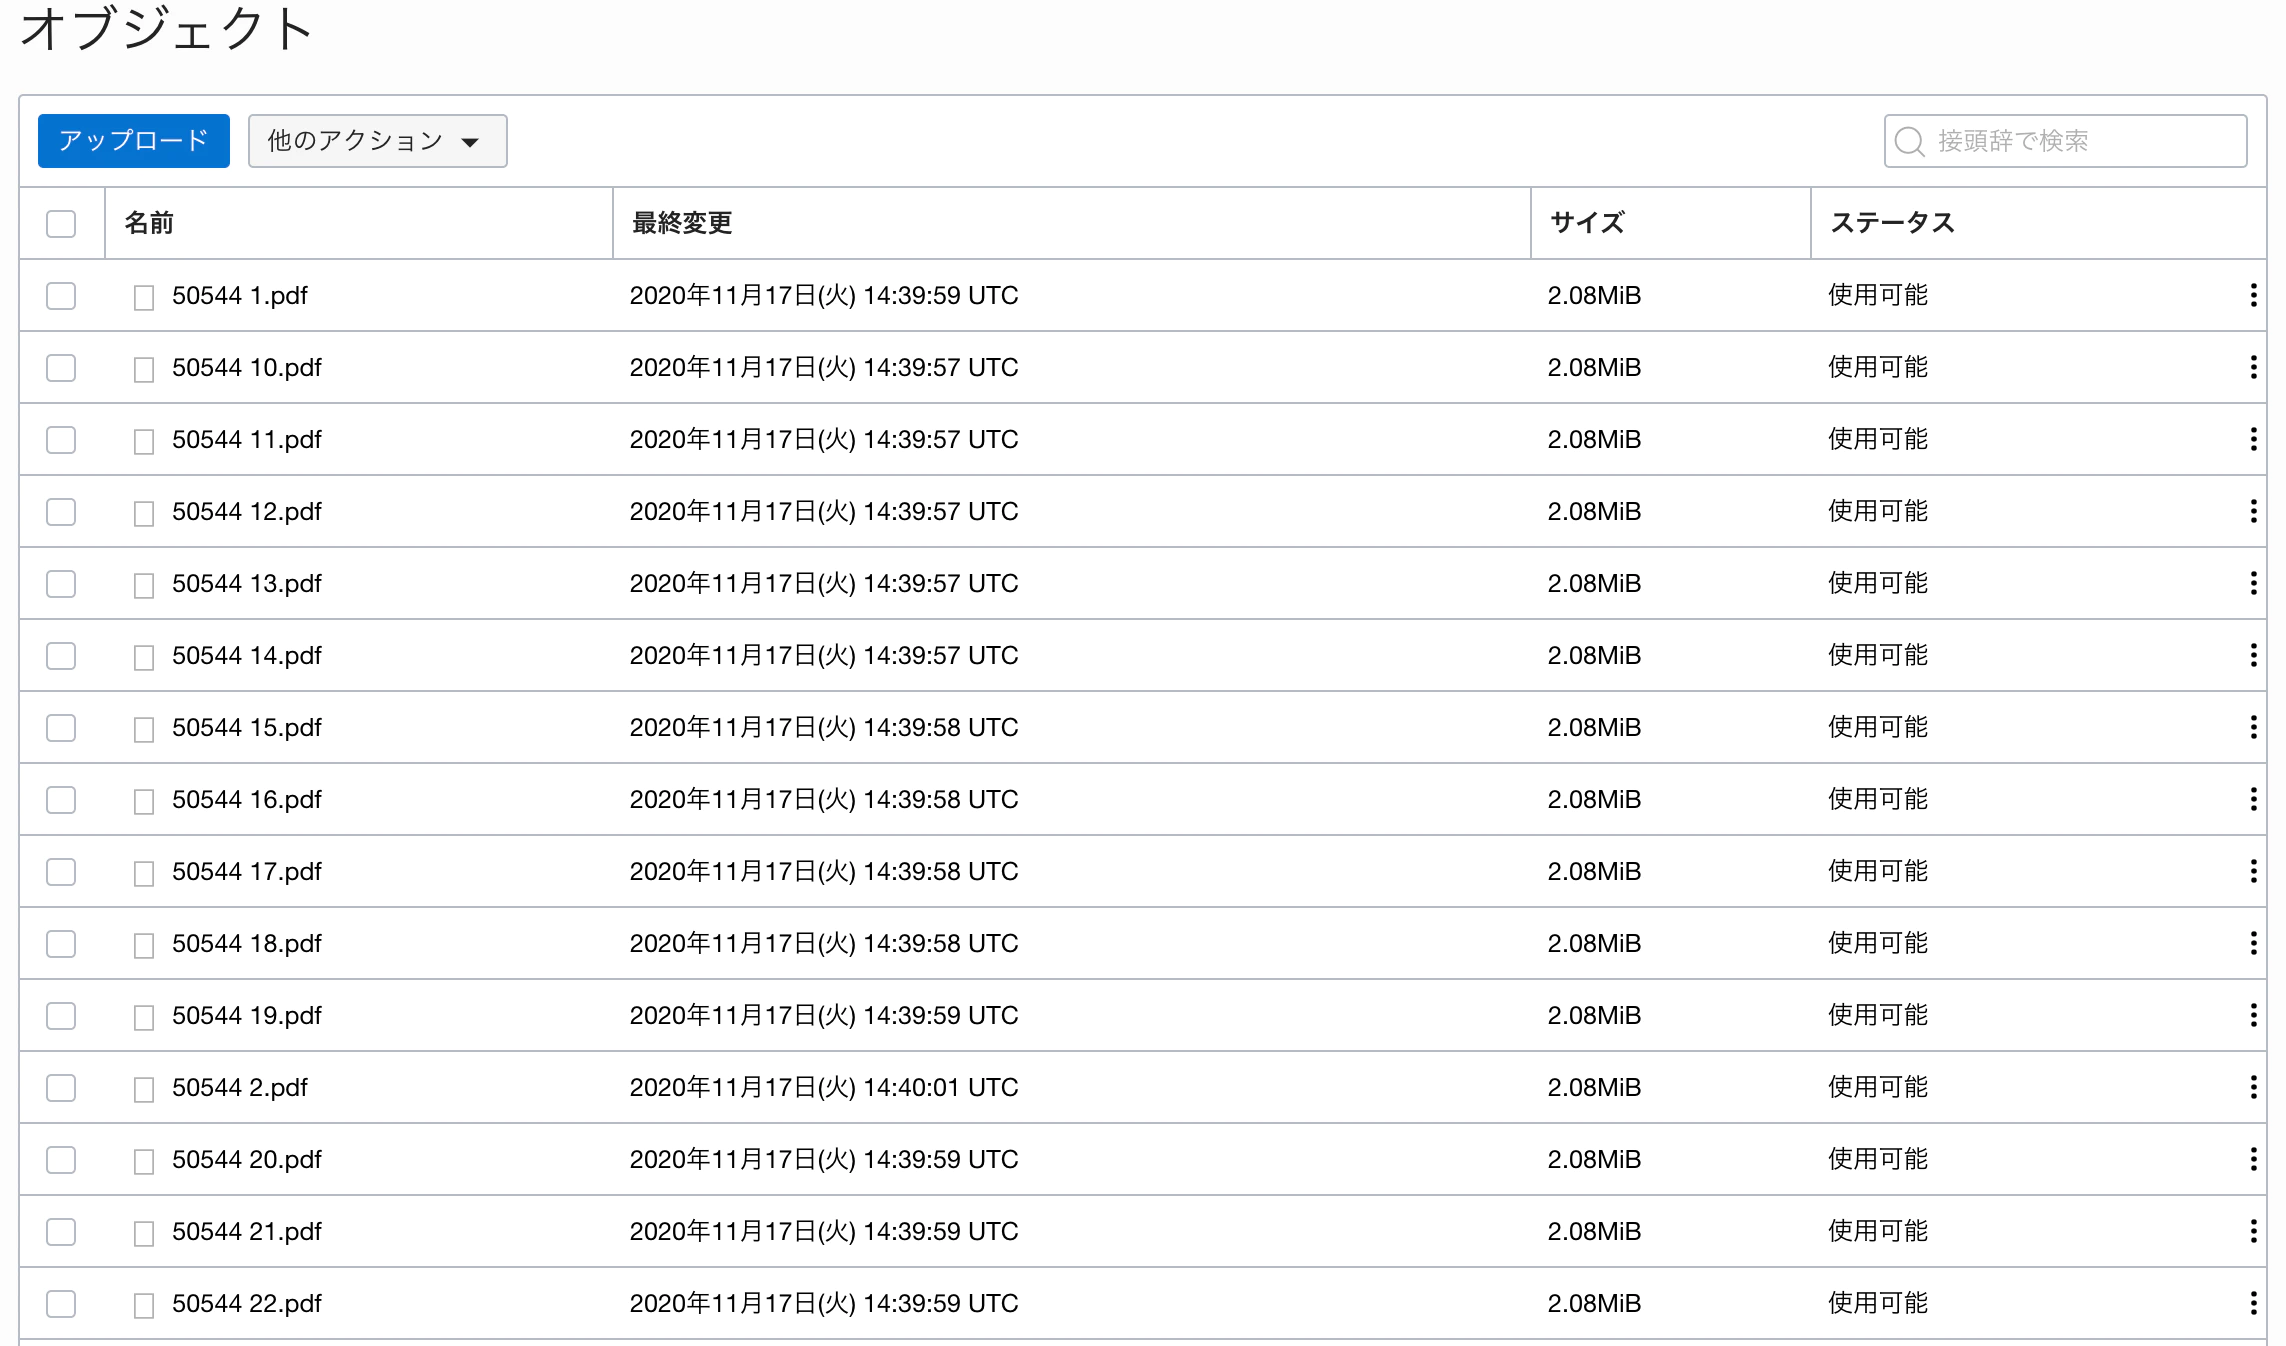 オブジェクト
アップロード 他のアクション 接頭辞で検索
名前 最終変更 サイズ ステータス
50544 1.pdf 2020年11月17日(火) 14:39:59 UTC 2.08MiB 使用可能
50544 10.pdf 2020年11月17日(火) 14:39:57 UTC 2.08MiB 使用可能
50544 11.pdf 2020年11月17日(火) 14:39:57 UTC 2.08MiB 使用可能
50544 12.pdf 2020年11月17日(火) 14:39:57 UTC 2.08MiB 使用可能
50544 13.pdf 2020年11月17日(火) 14:39:57 UTC 2.08MiB 使用可能
50544 14.pdf 2020年11月17日(火) 14:39:57 UTC 2.08MiB 使用可能
50544 15.pdf 2020年11月17日(火) 14:39:58 UTC 2.08MiB 使用可能
50544 16.pdf 2020年11月17日(火) 14:39:58 UTC 2.08MiB 使用可能
50544 17.pdf 2020年11月17日(火) 14:39:58 UTC 2.08MiB 使用可能
50544 18.pdf 2020年11月17日(火) 14:39:58 UTC 2.08MiB 使用可能
50544 19.pdf 2020年11月17日(火) 14:39:59 UTC 2.08MiB 使用可能
50544 2.pdf 2020年11月17日(火) 14:40:01 UTC 2.08MiB 使用可能
50544 20.pdf 2020年11月17日(火) 14:39:59 UTC 2.08MiB 使用可能
50544 21.pdf 2020年11月17日(火) 14:39:59 UTC 2.08MiB 使用可能
50544 22.pdf 2020年11月17日(火) 14:39:59 UTC 2.08MiB 使用可能